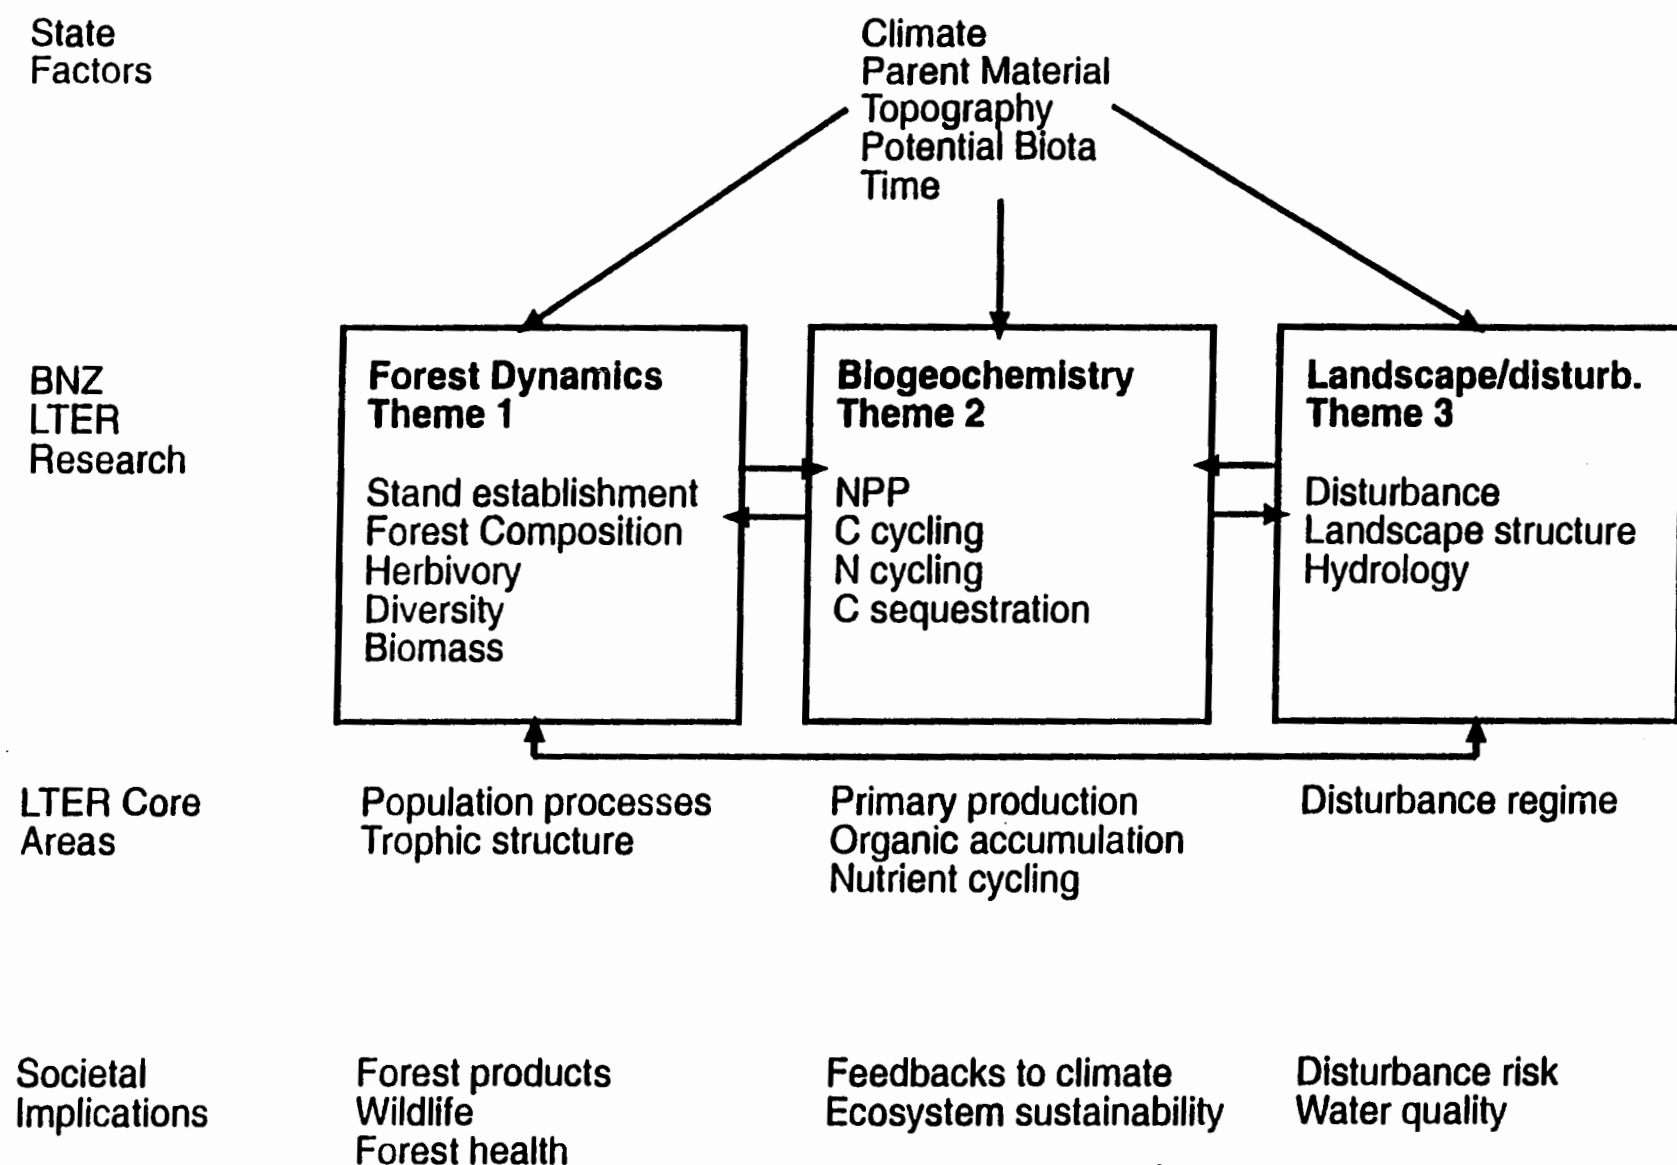 State
Factors
Climate
Parent Material
Topography
Potential Biota
Time
BNZ
LTER
Research
Forest Dynamics
Theme 1
Stand establishment
Forest Composition
Herbivory
Diversity
Biomass
Biogeochemistry
Theme 2
NPP
C cycling
N cycling
C sequestration
Landscape/disturb.
Theme 3
Disturbance
Landscape structure
Hydrology
LTER Core
Areas
Population processes
Trophic structure
Primary production
Organic accumulation
Nutrient cycling
Disturbance regime
Societal
Implications
Forest products
Wildlife
Forest health
Feedbacks to climate
Ecosystem sustainability
Disturbance risk
Water quality